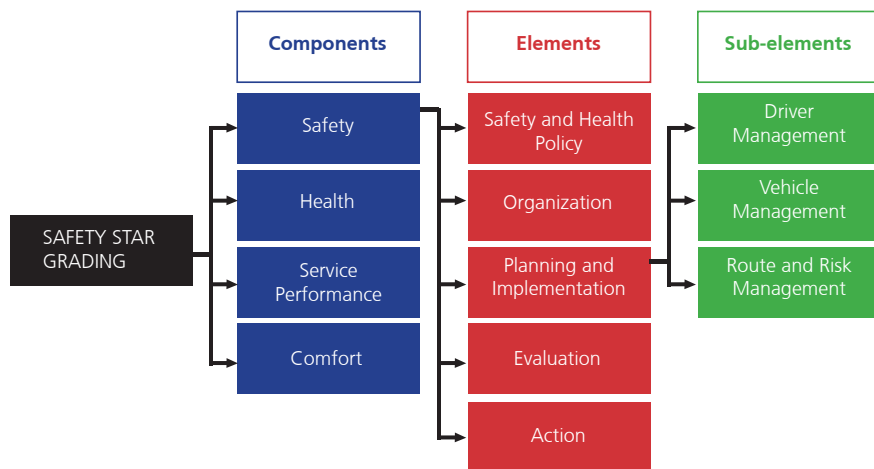 Components
Elements
Sub-elements
SAFETY STAR
GRADING
Safety
Health
Service
Performance
Comfort
Safety and Health
Policy
Organization
Planning and
Implementation
Evaluation
Action
Driver
Management
Vehicle
Management
Route and Risk
Management